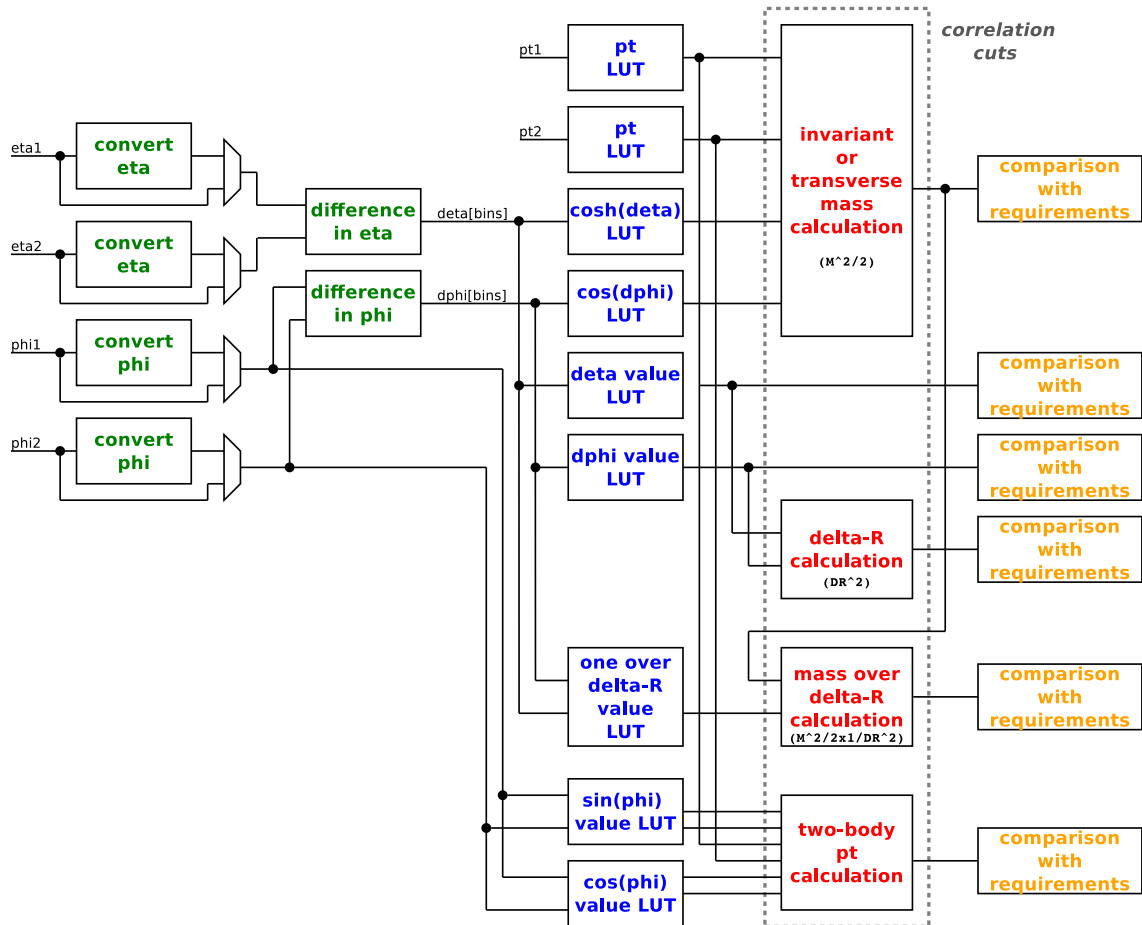 correlation
cuts
pt1
pt
LUT
pt2
pt
LUT
invariant
or
transverse
mass
calculation
(M^2/2)
eta1
convert
eta
comparison
with
requirements
difference
in eta
deta[bins]
cosh(deta)
LUT
eta2
convert
eta
difference
in phi
dphi[bins]
cos(dphi)
LUT
phi1
convert
phi
deta value
LUT
comparison
with
requirements
phi2
convert
phi
dphi value
LUT
comparison
with
requirements
delta-R
calculation
(DR^2)
comparison
with
requirements
one over
delta-R
value
LUT
mass over
delta-R
calculation
(M^2/2x1/DR^2)
comparison
with
requirements
sin(phi)
value LUT
two-body
pt
calculation
comparison
with
requirements
cos(phi)
value LUT